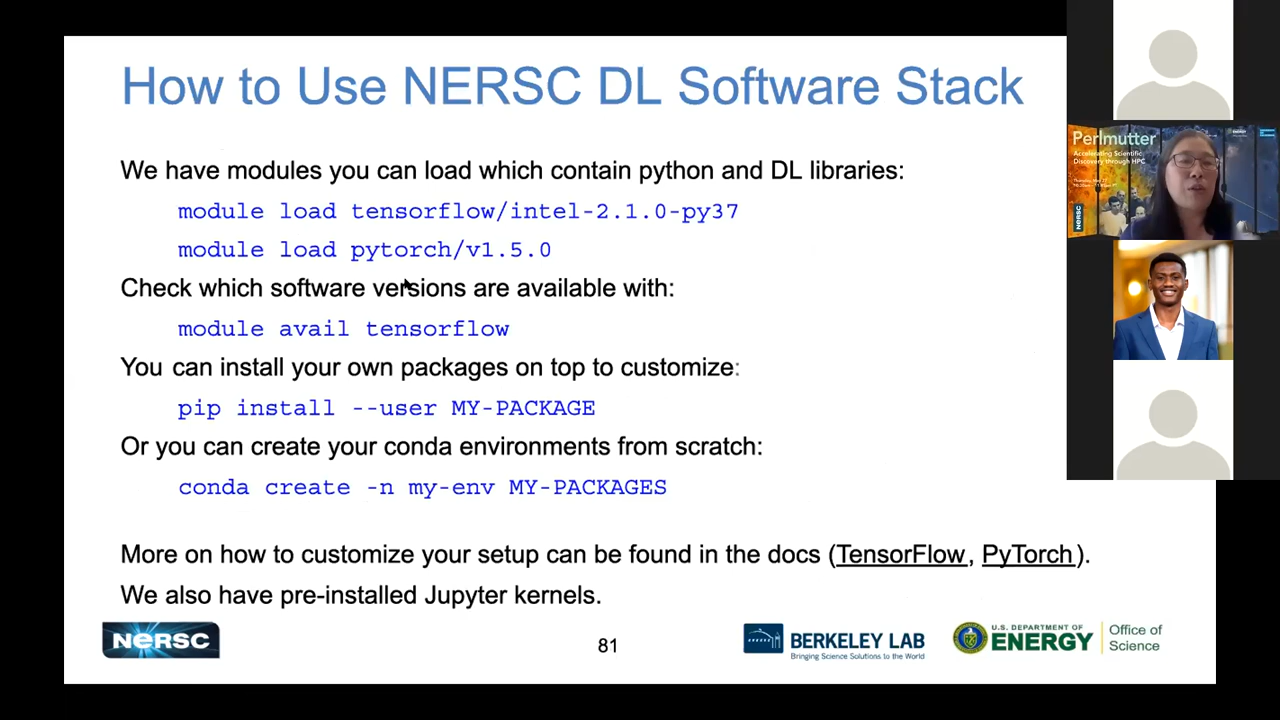 How to Use NERSC DL Software Stack
We have modules you can load which contain python and DL libraries:
module load tensorflow/intel-2.1.0-py37
module load pytorch/v1.5.0
Check which software versions are available with:
module avail tensorflow
You can install your own packages on top to customize:
pip install --user MY-PACKAGE
Or you can create your conda environments from scratch:
conda create -n my-env MY-PACKAGES
More on how to customize your setup can be found in the docs (TensorFlow, PyTorch).
We also have pre-installed Jupyter kernels.
NERSC
81
BERKELEY LAB
Bringing Science Solutions to the World
U.S. DEPARTMENT OF
ENERGY
Office of
Science
Perlmutter
Accelerating Scientific
Discovery through HPC
NERSC